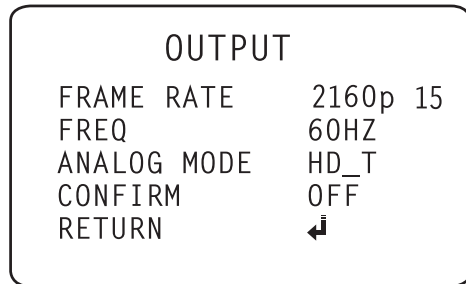 OUTPUT
FRAME RATE 2160p 15
FREQ 60HZ
ANALOG MODE HD_T
CONFIRM OFF
RETURN ↲